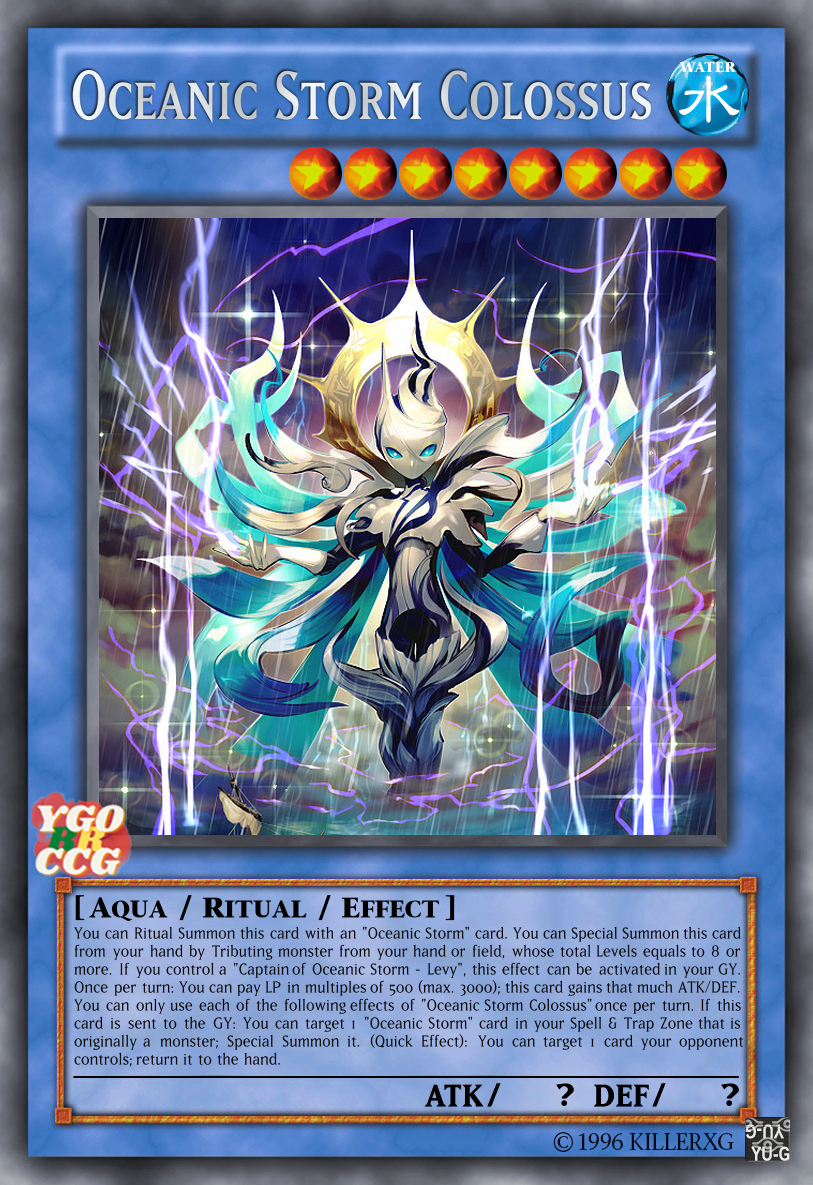 Oceanic Storm Colossus
WATER
水
YGO
RR
CCG
[ Aqua / Ritual / Effect ]
You can Ritual Summon this card with an "Oceanic Storm" card. You can Special Summon this card
from your hand by Tributing monster from your hand or field, whose total Levels equals to 8 or
more. If you control a "Captain of Oceanic Storm - Levy", this effect can be activated in your GY.
Once per turn: You can pay LP in multiples of 500 (max. 3000); this card gains that much ATK/DEF.
You can only use each of the following effects of "Oceanic Storm Colossus" once per turn. If this
card is sent to the GY: You can target 1 "Oceanic Storm" card in your Spell & Trap Zone that is
originally a monster; Special Summon it. (Quick Effect): You can target 1 card your opponent
controls; return it to the hand.
ATK/ ? DEF/ ?
© 1996 KILLERXG
YU-G
YU-G